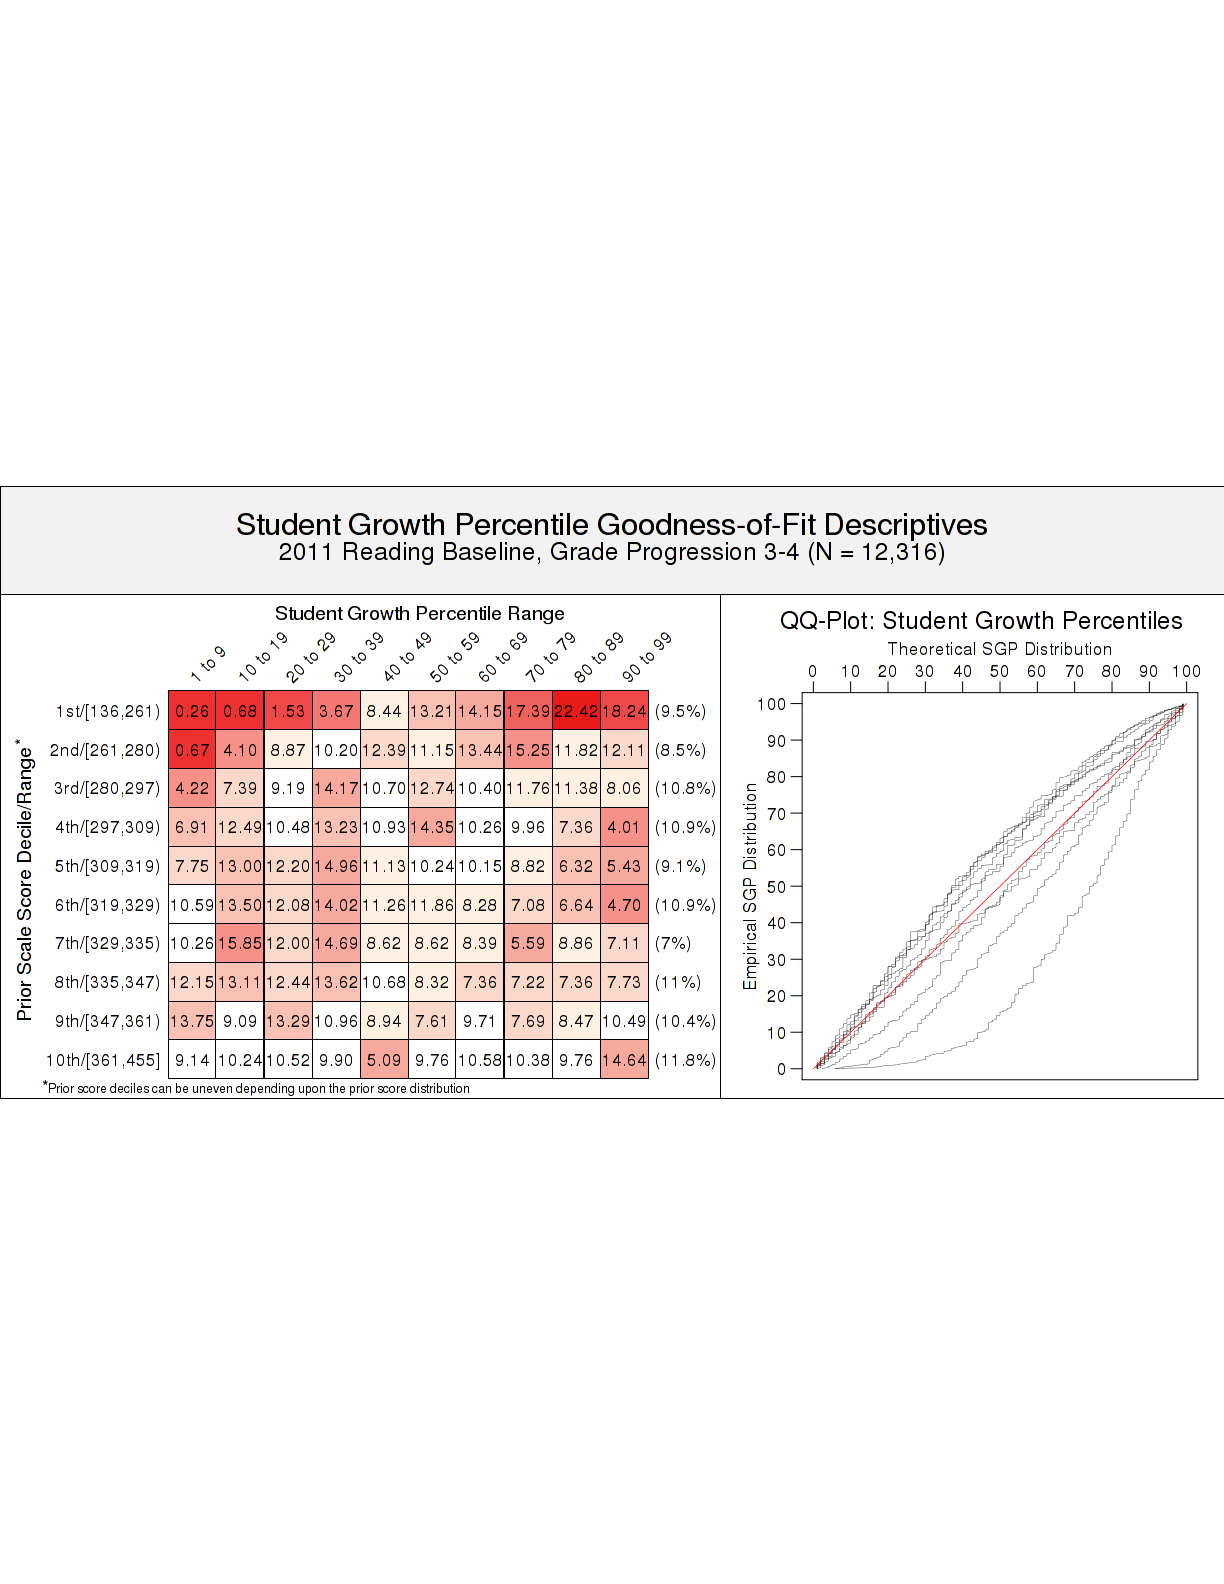 Student Growth Percentile Goodness-of-Fit Descriptives
2011 Reading Baseline, Grade Progression 3-4 (N = 12,316)
Student Growth Percentile Range
1 to 9 10 to 19 20 to 29 30 to 39 40 to 49 50 to 59 60 to 69 70 to 79 80 to 89 90 to 99
Prior Scale Score Decile/Range*
1st/[136,261) 0.26 0.68 1.53 3.67 8.44 13.21 14.15 17.39 22.42 18.24 (9.5%)
2nd/[261,280) 0.67 4.10 8.87 10.20 12.39 11.15 13.44 15.25 11.82 12.11 (8.5%)
3rd/[280,297) 4.22 7.39 9.19 14.17 10.70 12.74 10.40 11.76 11.38 8.06 (10.8%)
4th/[297,309) 6.91 12.49 10.48 13.23 10.93 14.35 10.26 9.96 7.36 4.01 (10.9%)
5th/[309,319) 7.75 13.00 12.20 14.96 11.13 10.24 10.15 8.82 6.32 5.43 (9.1%)
6th/[319,329) 10.59 13.50 12.08 14.02 11.26 11.86 8.28 7.08 6.64 4.70 (10.9%)
7th/[329,335) 10.26 15.85 12.00 14.69 8.62 8.62 8.39 5.59 8.86 7.11 (7%)
8th/[335,347) 12.15 13.11 12.44 13.62 10.68 8.32 7.36 7.22 7.36 7.73 (11%)
9th/[347,361) 13.75 9.09 13.29 10.96 8.94 7.61 9.71 7.69 8.47 10.49 (10.4%)
10th/[361,455] 9.14 10.24 10.52 9.90 5.09 9.76 10.58 10.38 9.76 14.64 (11.8%)
*Prior score deciles can be uneven depending upon the prior score distribution
QQ-Plot: Student Growth Percentiles
Theoretical SGP Distribution
0 10 20 30 40 50 60 70 80 90 100
Empirical SGP Distribution
100
90
80
70
60
50
40
30
20
10
0